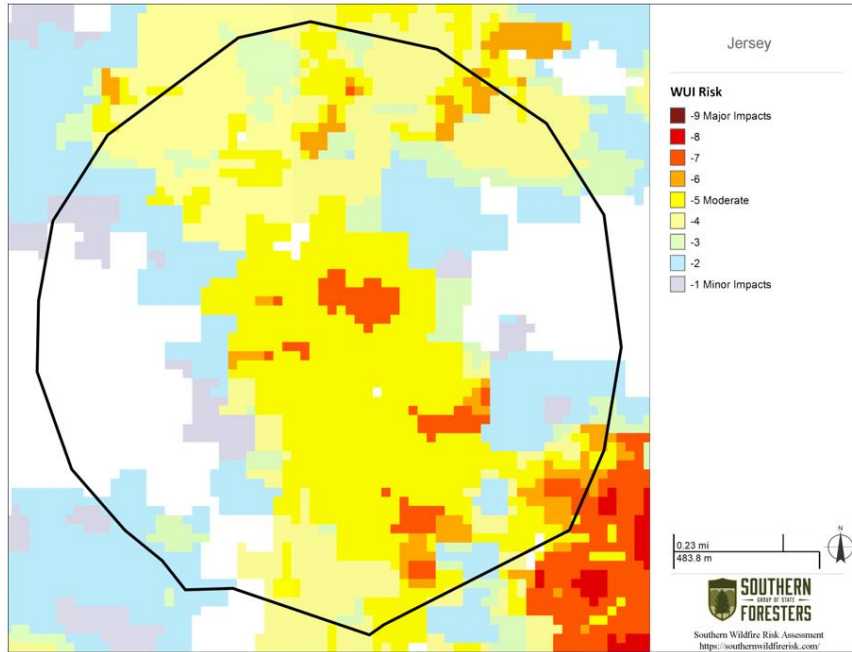 Jersey
WUI Risk
-9 Major Impacts
-8
-7
-6
-5 Moderate
-4
-3
-2
-1 Minor Impacts
N
0.23 mi
483.8 m
SOUTHERN
GROUP OF STATE
FORESTERS
Southern Wildfire Risk Assessment
https://southernwildfirerisk.com/